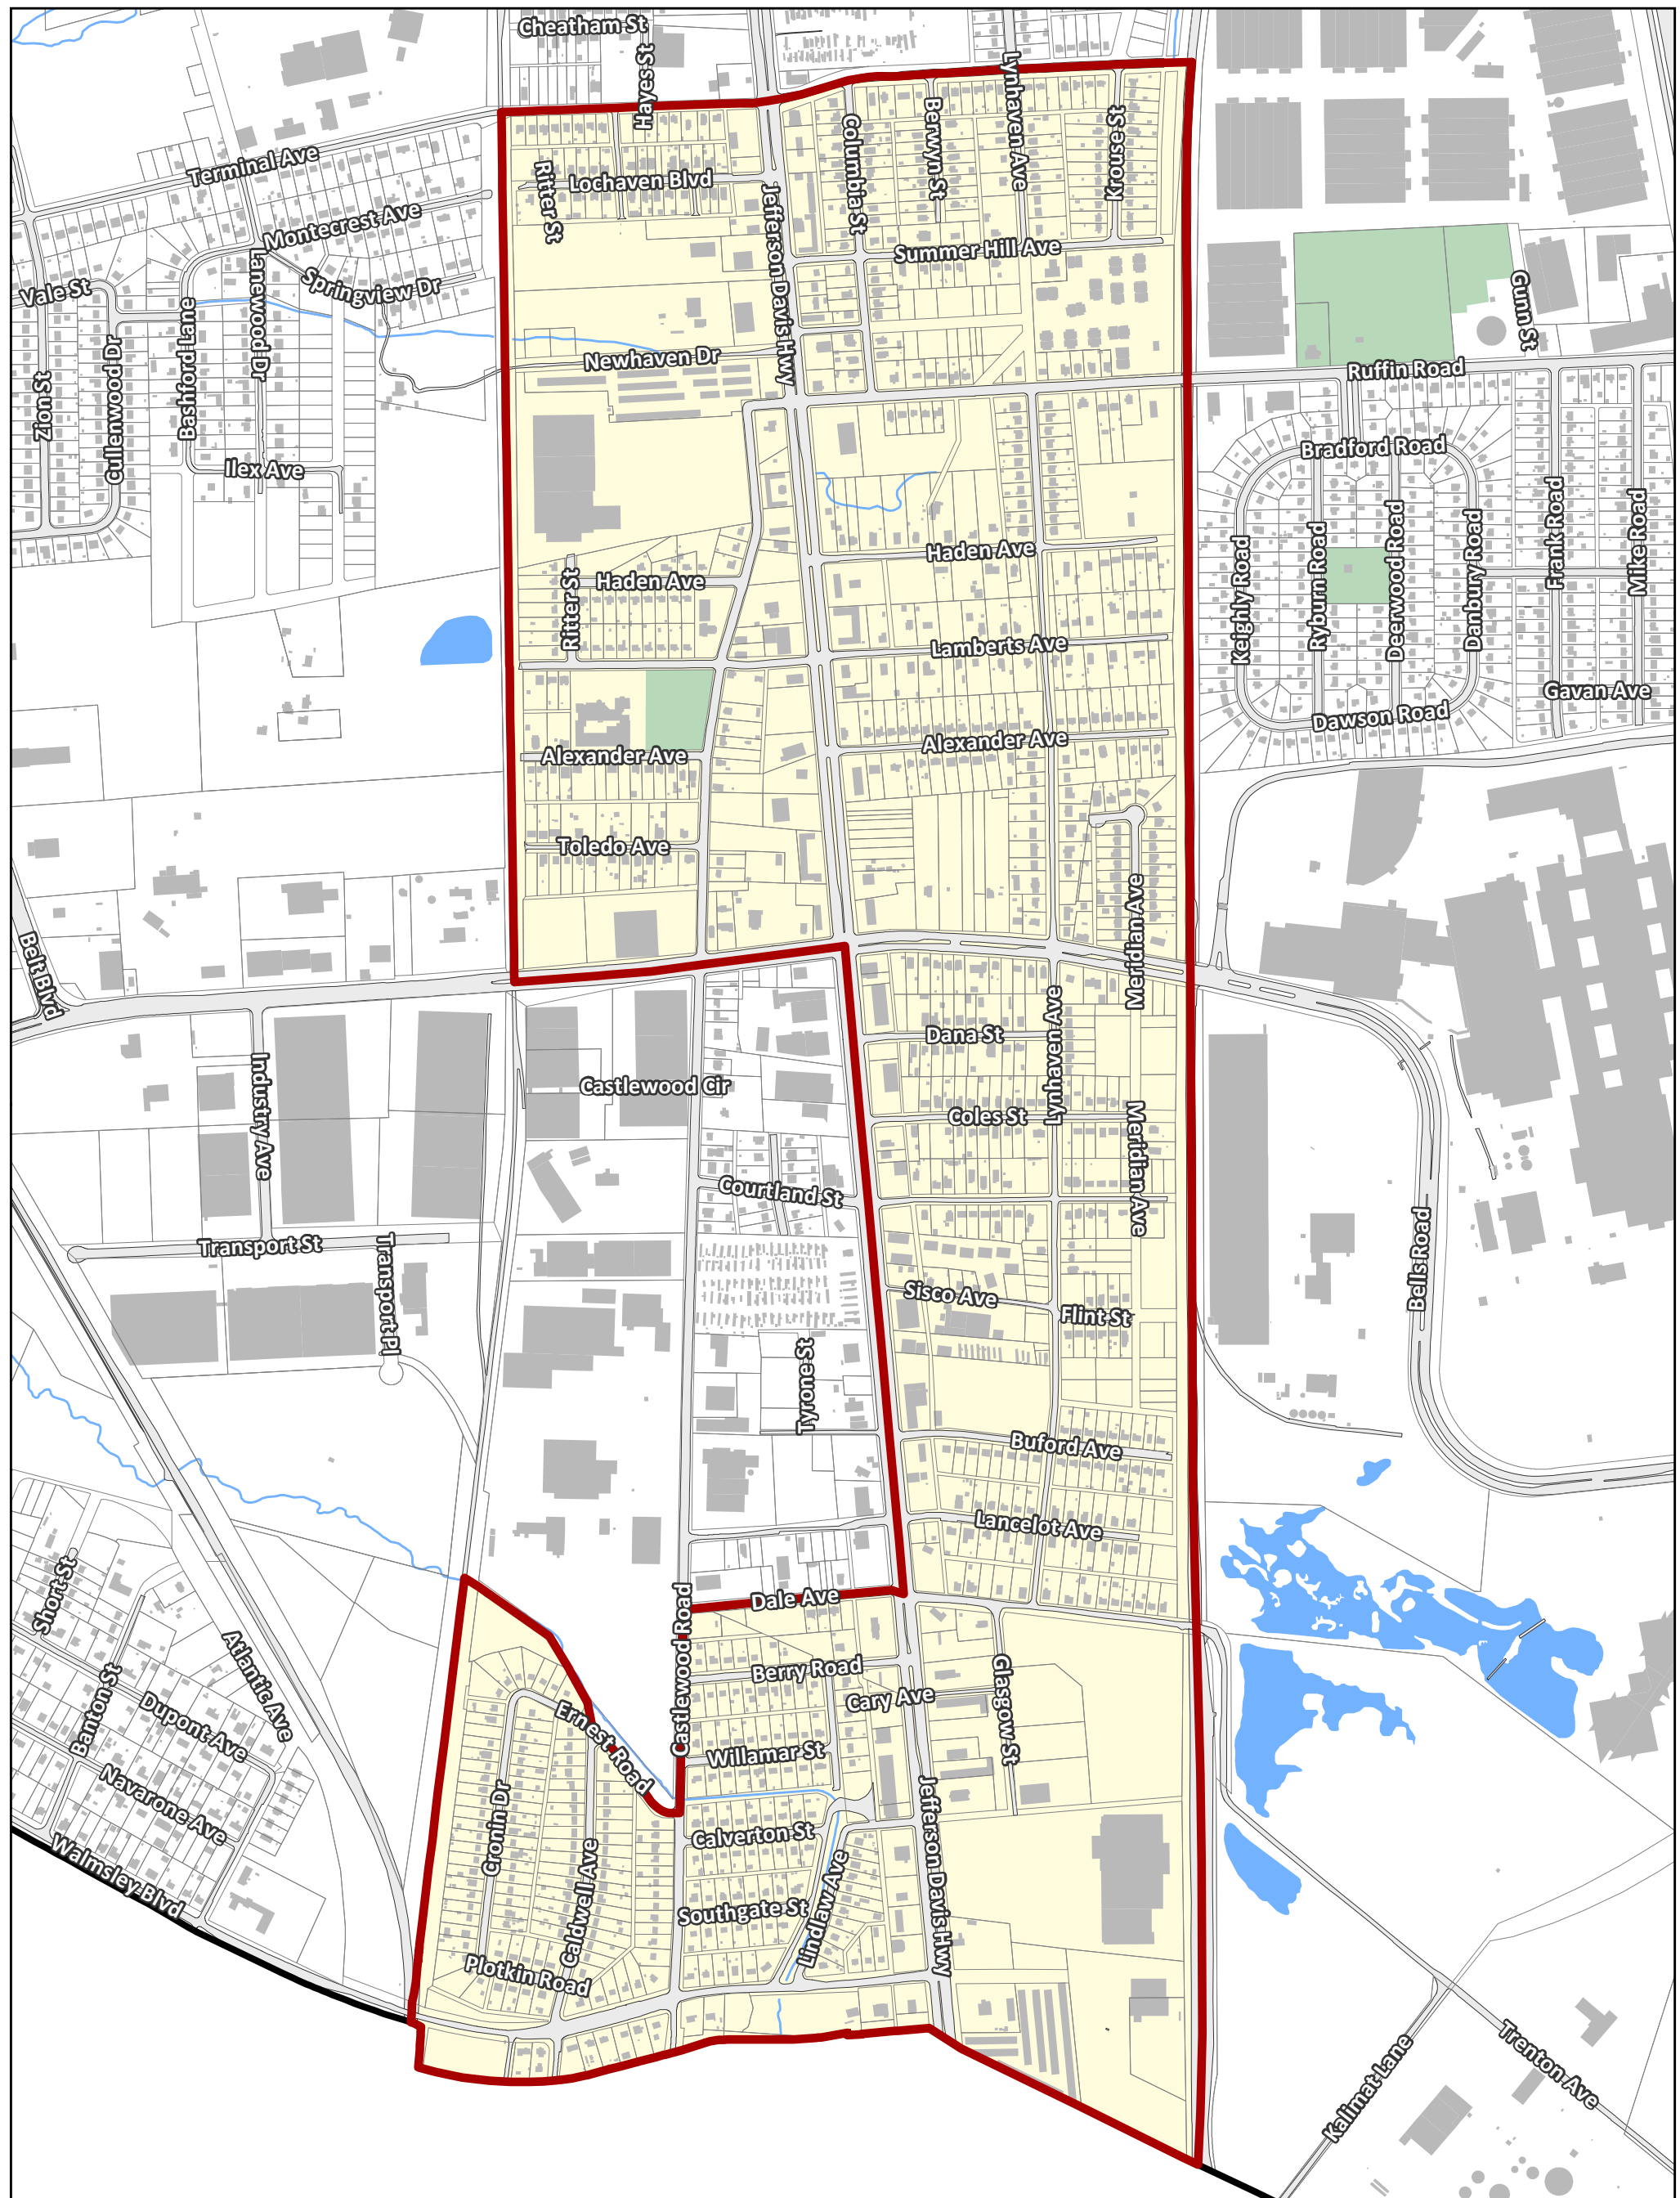 Cheatham St
Hayes St
Terminal Ave
Lynhaven Ave
Berwyn St
Columbia St
Krouse St
Ritter St
Lochaven Blvd
Montecrest Ave
Jefferson Davis Hwy
Summer Hill Ave
Lanewood Dr
Springview Dr
Vale St
Bashford Lane
Gunn St
Cullenwood Dr
Zion St
Newhaven Dr
Ruffin Road
Bradford Road
Ilex Ave
Haden Ave
Haden Ave
Ritter St
Keighly Road
Ryburn Road
Deerwood Road
Danbury Road
Frank Road
Mike Road
Lamberts Ave
Gavan Ave
Dawson Road
Alexander Ave
Alexander Ave
Toledo Ave
Meridian Ave
Belt Blvd
Dana St
Lynhaven Ave
Industry Ave
Castlewood Cir
Coles St
Meridian Ave
Courtland St
Transport St
Transport Pl
Bells Road
Sisco Ave
Flint St
Tyrone St
Buford Ave
Lancelot Ave
Short St
Dale Ave
Castlewood Road
Atlantic Ave
Banton St
Dupont Ave
Berry Road
Cary Ave
Glasgow St
Ernest Road
Willamar St
Navarone Ave
Cronin Dr
Calverton St
Jefferson Davis Hwy
Walmsley Blvd
Caldwell Ave
Southgate St
Lindlaw Ave
Plotkin Road
Kalimat Lane
Trenton Ave